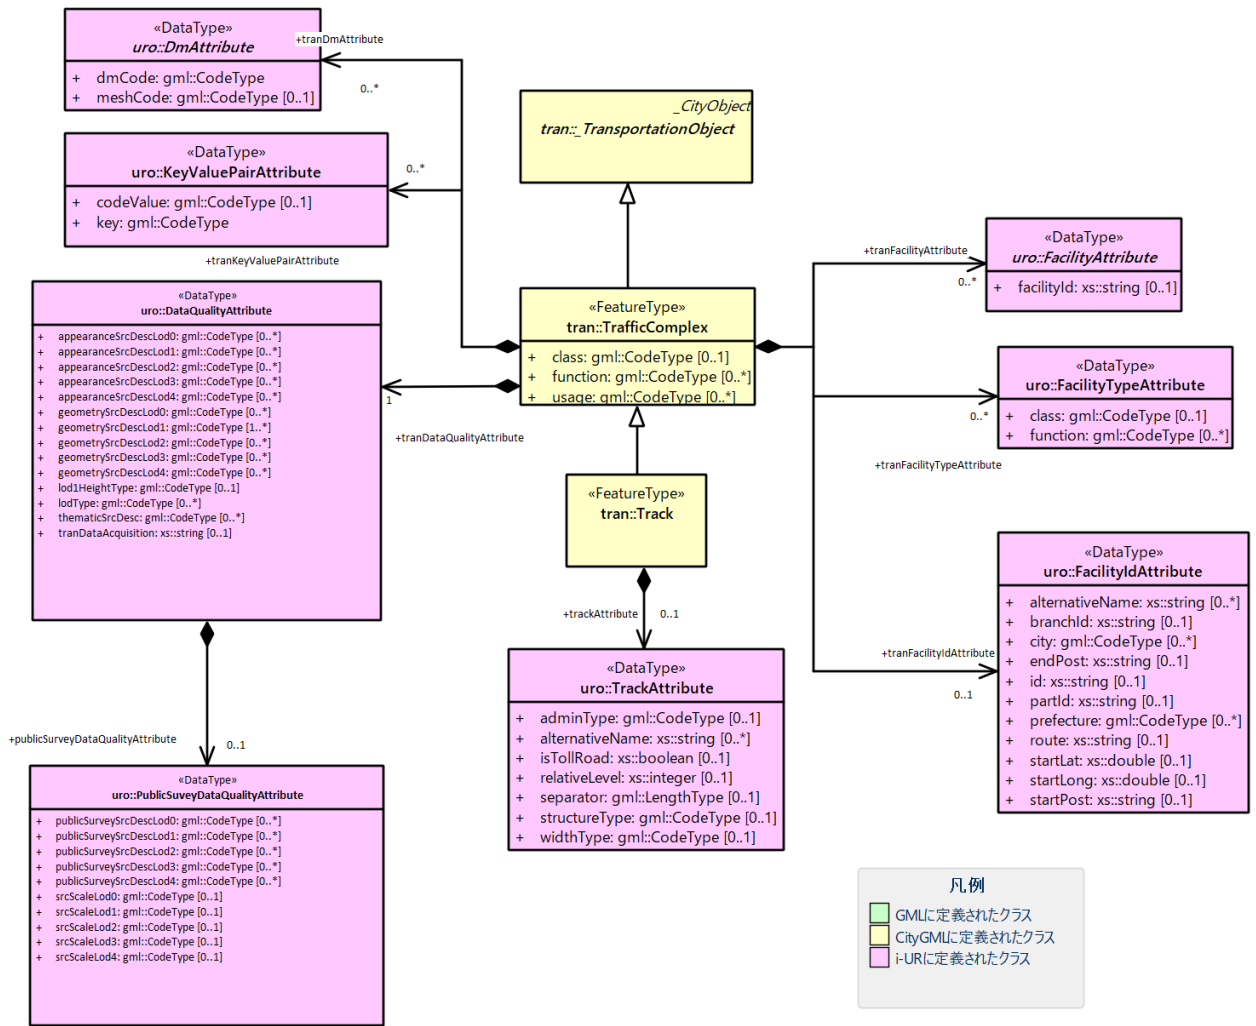 «DataType»
uro::DmAttribute
+ dmCode: gml::CodeType
+ meshCode: gml::CodeType [0..1]
+tranDmAttribute
0..*
«DataType»
uro::KeyValuePairAttribute
+ codeValue: gml::CodeType [0..1]
+ key: gml::CodeType
0..*
+tranKeyValuePairAttribute
_CityObject
tran::_TransportationObject
«FeatureType»
tran::TrafficComplex
+ class: gml::CodeType [0..1]
+ function: gml::CodeType [0..*]
+ usage: gml::CodeType [0..*]
«DataType»
uro::DataQualityAttribute
+ appearanceSrcDescLod0: gml::CodeType [0..*]
+ appearanceSrcDescLod1: gml::CodeType [0..*]
+ appearanceSrcDescLod2: gml::CodeType [0..*]
+ appearanceSrcDescLod3: gml::CodeType [0..*]
+ appearanceSrcDescLod4: gml::CodeType [0..*]
+ geometrySrcDescLod0: gml::CodeType [0..*]
+ geometrySrcDescLod1: gml::CodeType [1..*]
+ geometrySrcDescLod2: gml::CodeType [0..*]
+ geometrySrcDescLod3: gml::CodeType [0..*]
+ geometrySrcDescLod4: gml::CodeType [0..*]
+ lod1HeightType: gml::CodeType [0..1]
+ lodType: gml::CodeType [0..*]
+ thematicSrcDesc: gml::CodeType [0..*]
+ tranDataAcquisition: xs::string [0..1]
1
+tranDataQualityAttribute
«FeatureType»
tran::Track
+trackAttribute
0..1
«DataType»
uro::TrackAttribute
+ adminType: gml::CodeType [0..1]
+ alternativeName: xs::string [0..*]
+ isTollRoad: xs::boolean [0..1]
+ relativeLevel: xs::integer [0..1]
+ separator: gml::LengthType [0..1]
+ structureType: gml::CodeType [0..1]
+ widthType: gml::CodeType [0..1]
+publicSurveyDataQualityAttribute
0..1
«DataType»
uro::PublicSuveyDataQualityAttribute
+ publicSurveySrcDescLod0: gml::CodeType [0..*]
+ publicSurveySrcDescLod1: gml::CodeType [0..*]
+ publicSurveySrcDescLod2: gml::CodeType [0..*]
+ publicSurveySrcDescLod3: gml::CodeType [0..*]
+ publicSurveySrcDescLod4: gml::CodeType [0..*]
+ srcScaleLod0: gml::CodeType [0..1]
+ srcScaleLod1: gml::CodeType [0..1]
+ srcScaleLod2: gml::CodeType [0..1]
+ srcScaleLod3: gml::CodeType [0..1]
+ srcScaleLod4: gml::CodeType [0..1]
+tranFacilityAttribute
0..*
«DataType»
uro::FacilityAttribute
+ facilityId: xs::string [0..1]
«DataType»
uro::FacilityTypeAttribute
+ class: gml::CodeType [0..1]
+ function: gml::CodeType [0..*]
0..*
+tranFacilityTypeAttribute
«DataType»
uro::FacilityIdAttribute
+ alternativeName: xs::string [0..*]
+ branchId: xs::string [0..1]
+ city: gml::CodeType [0..*]
+ endPost: xs::string [0..1]
+ id: xs::string [0..1]
+ partId: xs::string [0..1]
+ prefecture: gml::CodeType [0..*]
+ route: xs::string [0..1]
+ startLat: xs::double [0..1]
+ startLong: xs::double [0..1]
+ startPost: xs::string [0..1]
+tranFacilityIdAttribute
0..1
凡例
GMLに定義されたクラス
CityGMLに定義されたクラス
i-URに定義されたクラス